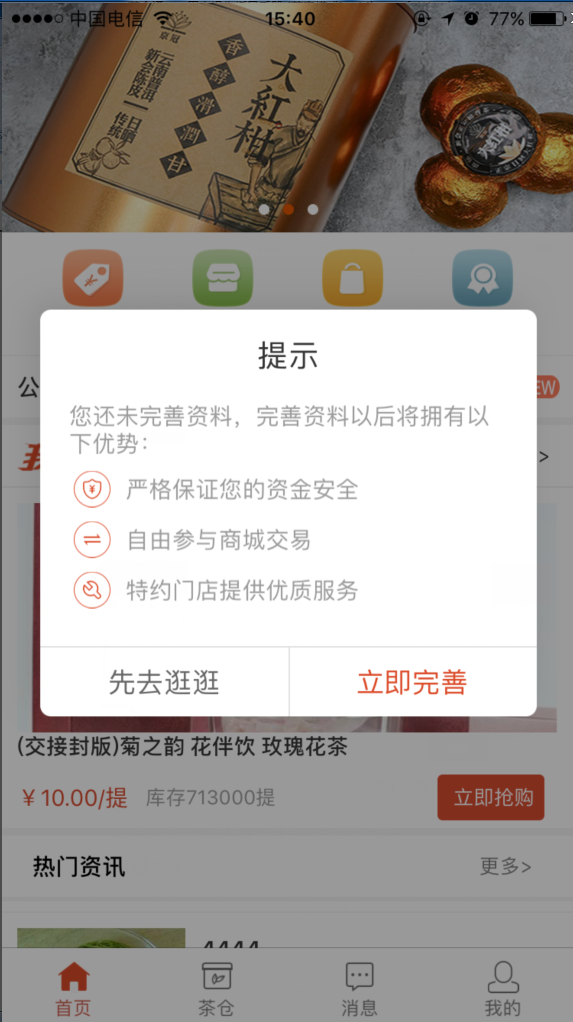 中国电信
15:40
77%
京冠
大紅柑
香醇滑潤甘
云南普洱
新会陈皮
一日晒
传统
大红柑
提示
您还未完善资料，完善资料以后将拥有以
下优势：
严格保证您的资金安全
自由参与商城交易
特约门店提供优质服务
先去逛逛
立即完善
公
EW
>
(交接封版)菊之韵 花伴饮 玫瑰花茶
￥10.00/提
库存713000提
立即抢购
热门资讯
更多>
4444
首页
茶仓
消息
我的